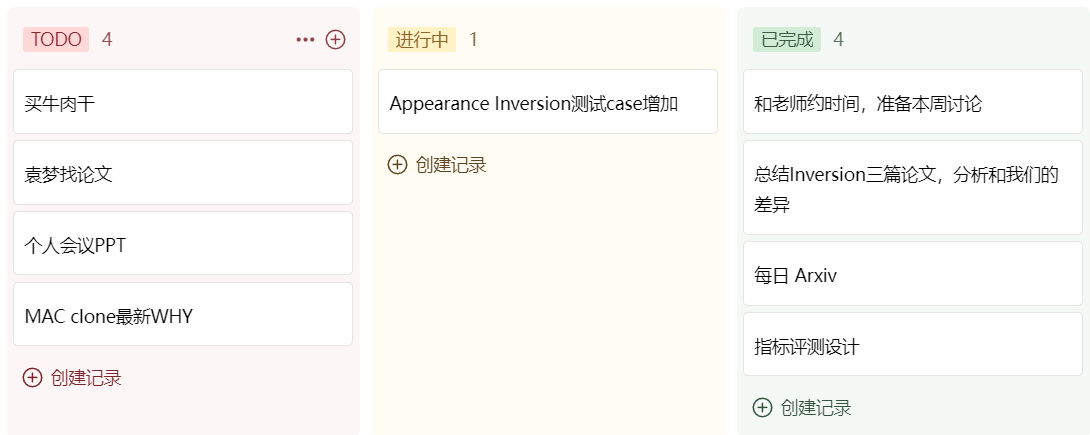 TODO 4
买牛肉干
袁梦找论文
个人会议PPT
MAC clone最新WHY
创建记录
进行中 1
Appearance Inversion测试case增加
创建记录
已完成 4
和老师约时间，准备本周讨论
总结Inversion三篇论文，分析和我们的
差异
每日 Arxiv
指标评测设计
创建记录